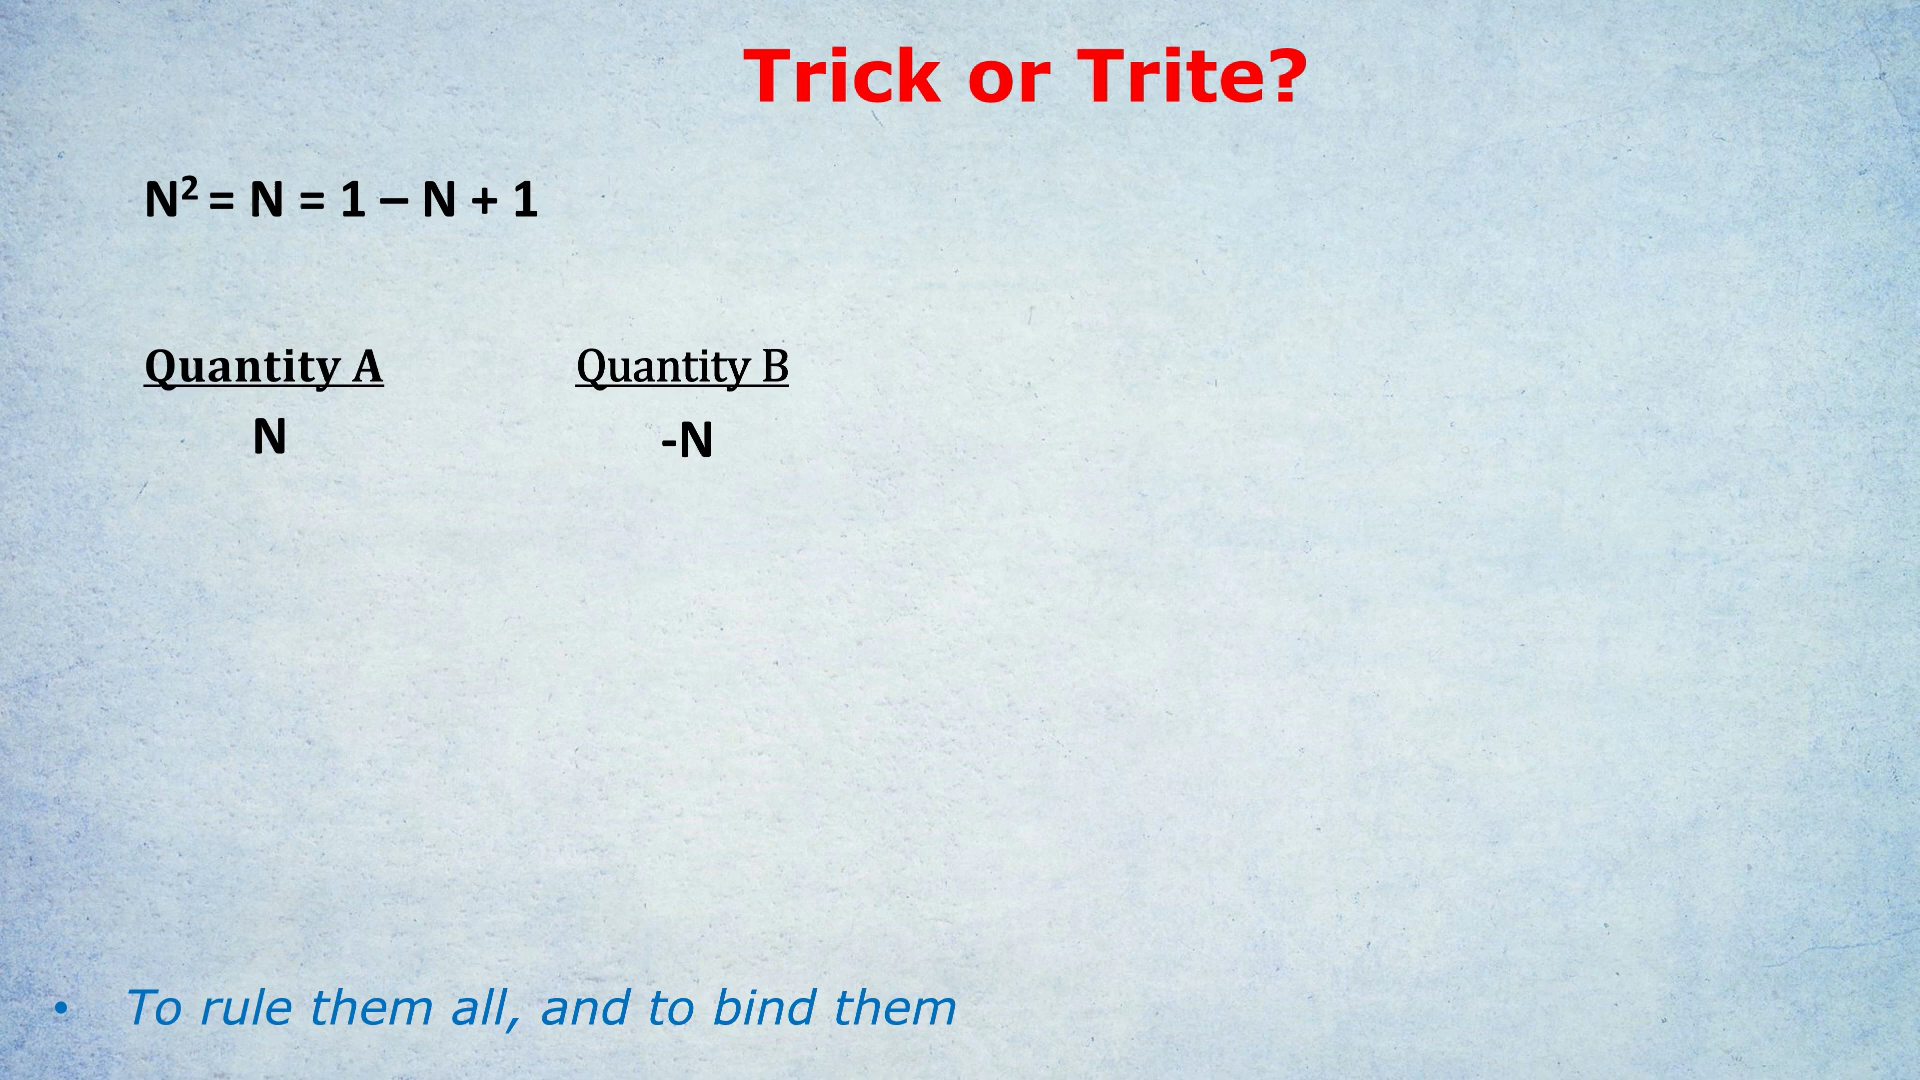 Trick or Trite?
N² = N = 1 – N + 1
Quantity A Quantity B
N -N
• To rule them all, and to bind them